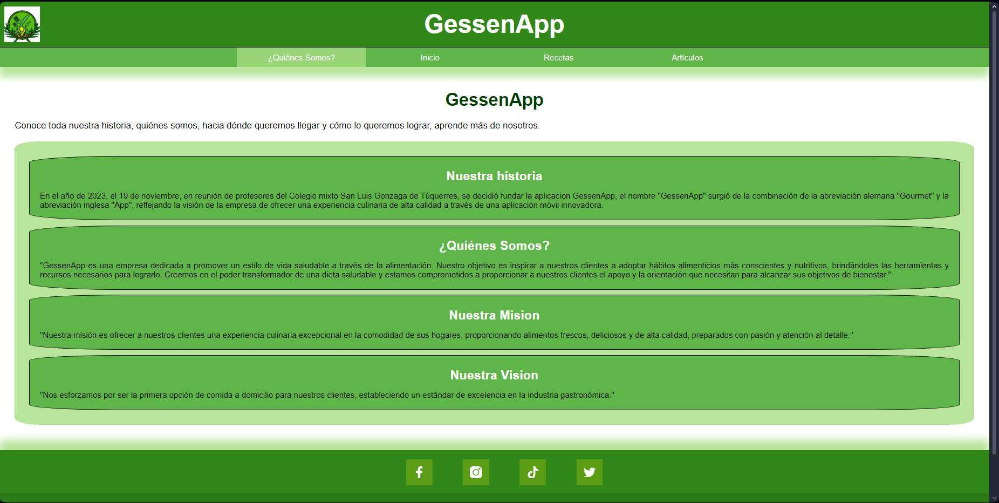 GessenApp
¿Quiénes Somos?
Inicio
Recetas
Artículos
GessenApp
Conoce toda nuestra historia, quiénes somos, hacia dónde queremos llegar y cómo lo queremos lograr, aprende más de nosotros.
Nuestra historia
En el año de 2023, el 19 de noviembre, en reunión de profesores del Colegio mixto San Luis Gonzaga de Túquerres, se decidió fundar la aplicacion GessenApp, el nombre "GessenApp" surgió de la combinación de la abreviación alemana "Gourmet" y la
abreviación inglesa "App", reflejando la visión de la empresa de ofrecer una experiencia culinaria de alta calidad a través de una aplicación móvil innovadora.
¿Quiénes Somos?
"GessenApp es una empresa dedicada a promover un estilo de vida saludable a través de la alimentación. Nuestro objetivo es inspirar a nuestros clientes a adoptar hábitos alimenticios más conscientes y nutritivos, brindándoles las herramientas y
recursos necesarios para lograrlo. Creemos en el poder transformador de una dieta saludable y estamos comprometidos a proporcionar a nuestros clientes el apoyo y la orientación que necesitan para alcanzar sus objetivos de bienestar."
Nuestra Mision
"Nuestra misión es ofrecer a nuestros clientes una experiencia culinaria excepcional en la comodidad de sus hogares, proporcionando alimentos frescos, deliciosos y de alta calidad, preparados con pasión y atención al detalle."
Nuestra Vision
"Nos esforzamos por ser la primera opción de comida a domicilio para nuestros clientes, estableciendo un estándar de excelencia en la industria gastronómica."